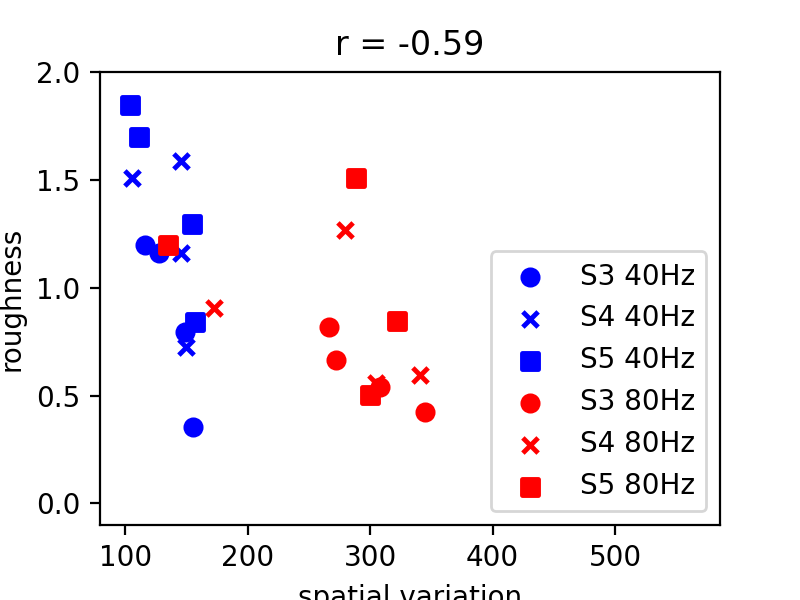 r = -0.59
2.0
1.5
1.0
0.5
0.0
roughness
S3 40Hz
S4 40Hz
S5 40Hz
S3 80Hz
S4 80Hz
S5 80Hz
100 200 300 400 500
spatial variation